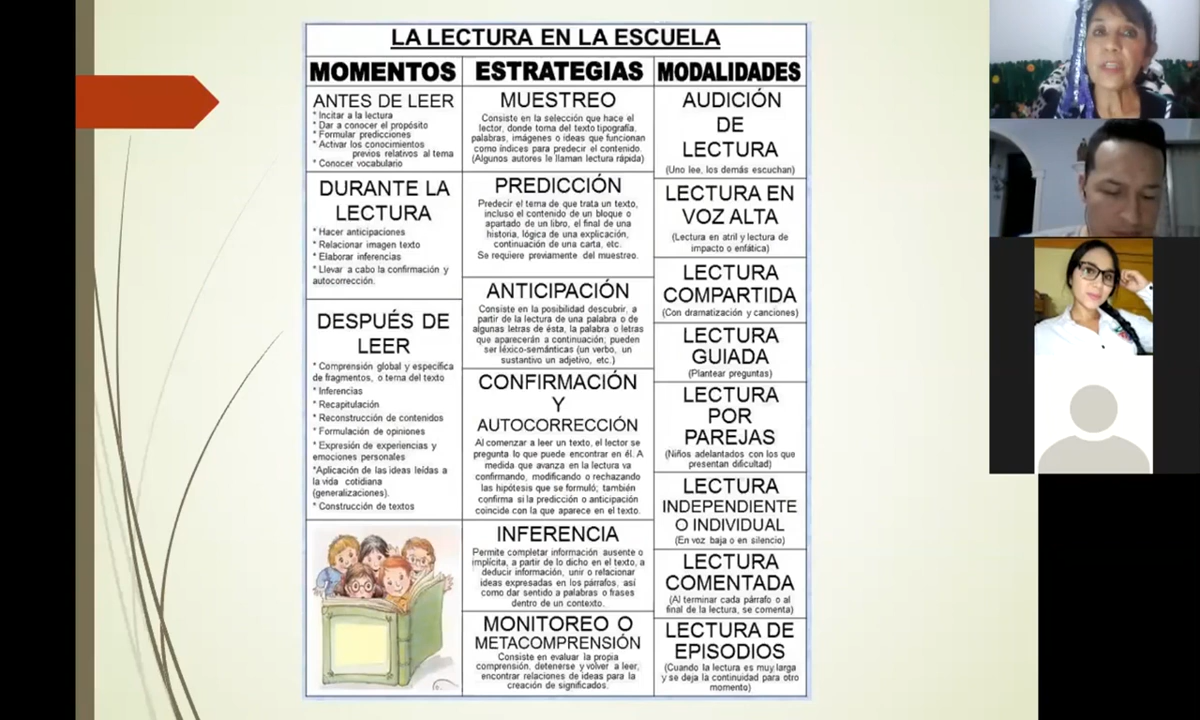 LA LECTURA EN LA ESCUELA
MOMENTOS
ANTES DE LEER
* Incitar a la lectura
* Dar a conocer el propósito
* Formular predicciones
* Activar los conocimientos
previos relativos al tema
* Conocer vocabulario
DURANTE LA
LECTURA
* Hacer anticipaciones
* Relacionar imagen texto
* Elaborar inferencias
* Llevar a cabo la confirmación y
autocorrección.
DESPUÉS DE
LEER
* Comprensión global y específica
de fragmentos, o tema del texto
* Inferencias
* Recapitulación
* Reconstrucción de contenidos
* Formulación de opiniones
* Expresión de experiencias y
emociones personales
*Aplicación de las ideas leídas a
la vida cotidiana
(generalizaciones).
* Construcción de textos
ESTRATEGIAS
MUESTREO
Consiste en la selección que hace el
lector, donde toma del texto tipografía,
palabras, imágenes o ideas que funcionan
como índices para predecir el contenido.
(Algunos autores le llaman lectura rápida)
PREDICCIÓN
Predecir el tema de que trata un texto,
incluso el contenido de un bloque o
apartado de un libro, el final de una
historia, lógica de una explicación,
continuación de una carta, etc.
Se requiere previamente del muestreo.
ANTICIPACIÓN
Consiste en la posibilidad descubrir, a
partir de la lectura de una palabra o de
algunas letras de ésta, la palabra o letras
que aparecerán a continuación; pueden
ser léxico-semánticas (un verbo, un
sustantivo un adjetivo, etc.)
CONFIRMACIÓN
Y
AUTOCORRECCIÓN
Al comenzar a leer un texto, el lector se
pregunta lo que puede encontrar en él. A
medida que avanza en la lectura va
confirmando, modificando o rechazando
las hipótesis que se formuló; también
confirma si la predicción o anticipación
coincide con la que aparece en el texto.
INFERENCIA
Permite completar información ausente o
implícita, a partir de lo dicho en el texto, a
deducir información, unir o relacionar
ideas expresadas en los párrafos, así
como dar sentido a palabras o frases
dentro de un contexto.
MONITOREO O
METACOMPRENSIÓN
Consiste en evaluar la propia
comprensión, detenerse y volver a leer,
encontrar relaciones de ideas para la
creación de significados.
MODALIDADES
AUDICIÓN
DE
LECTURA
(Uno lee, los demás escuchan)
LECTURA EN
VOZ ALTA
(Lectura en atril y lectura de
impacto o enfática)
LECTURA
COMPARTIDA
(Con dramatización y canciones)
LECTURA
GUIADA
(Plantear preguntas)
LECTURA
POR
PAREJAS
(Niños adelantados con los que
presentan dificultad)
LECTURA
INDEPENDIENTE
O INDIVIDUAL
(En voz baja o en silencio)
LECTURA
COMENTADA
(Al terminar cada párrafo o al
final de la lectura, se comenta)
LECTURA DE
EPISODIOS
(Cuando la lectura es muy larga
y se deja la continuidad para otro
momento)